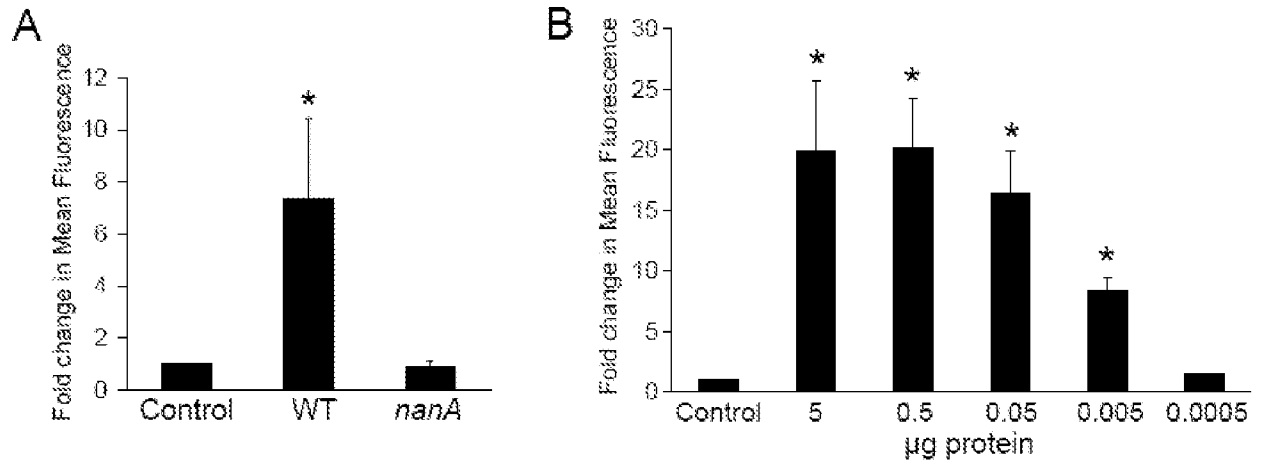 A
Fold change in Mean Fluorescence
12
10
8
6
4
2
0
*
Control WT nanA
B
Fold change in Mean Fluorescence
30
25
20
15
10
5
0
* * * *
Control 5 0.5 0.05 0.005 0.0005
µg protein